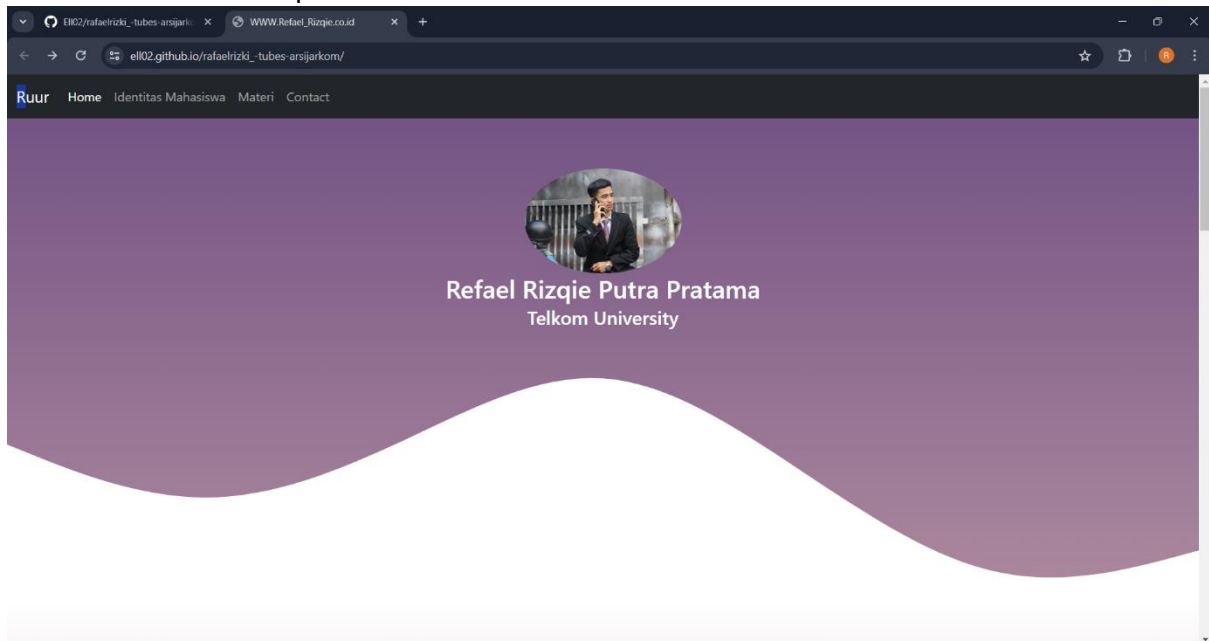 Ell02/rafaelrizki_-tubes-arsijark
WWW.Refael_Rizqie.co.id
ell02.github.io/rafaelrizki_-tubes-arsijarkom/
R
Ruur Home Identitas Mahasiswa Materi Contact
Refael Rizqie Putra Pratama
Telkom University